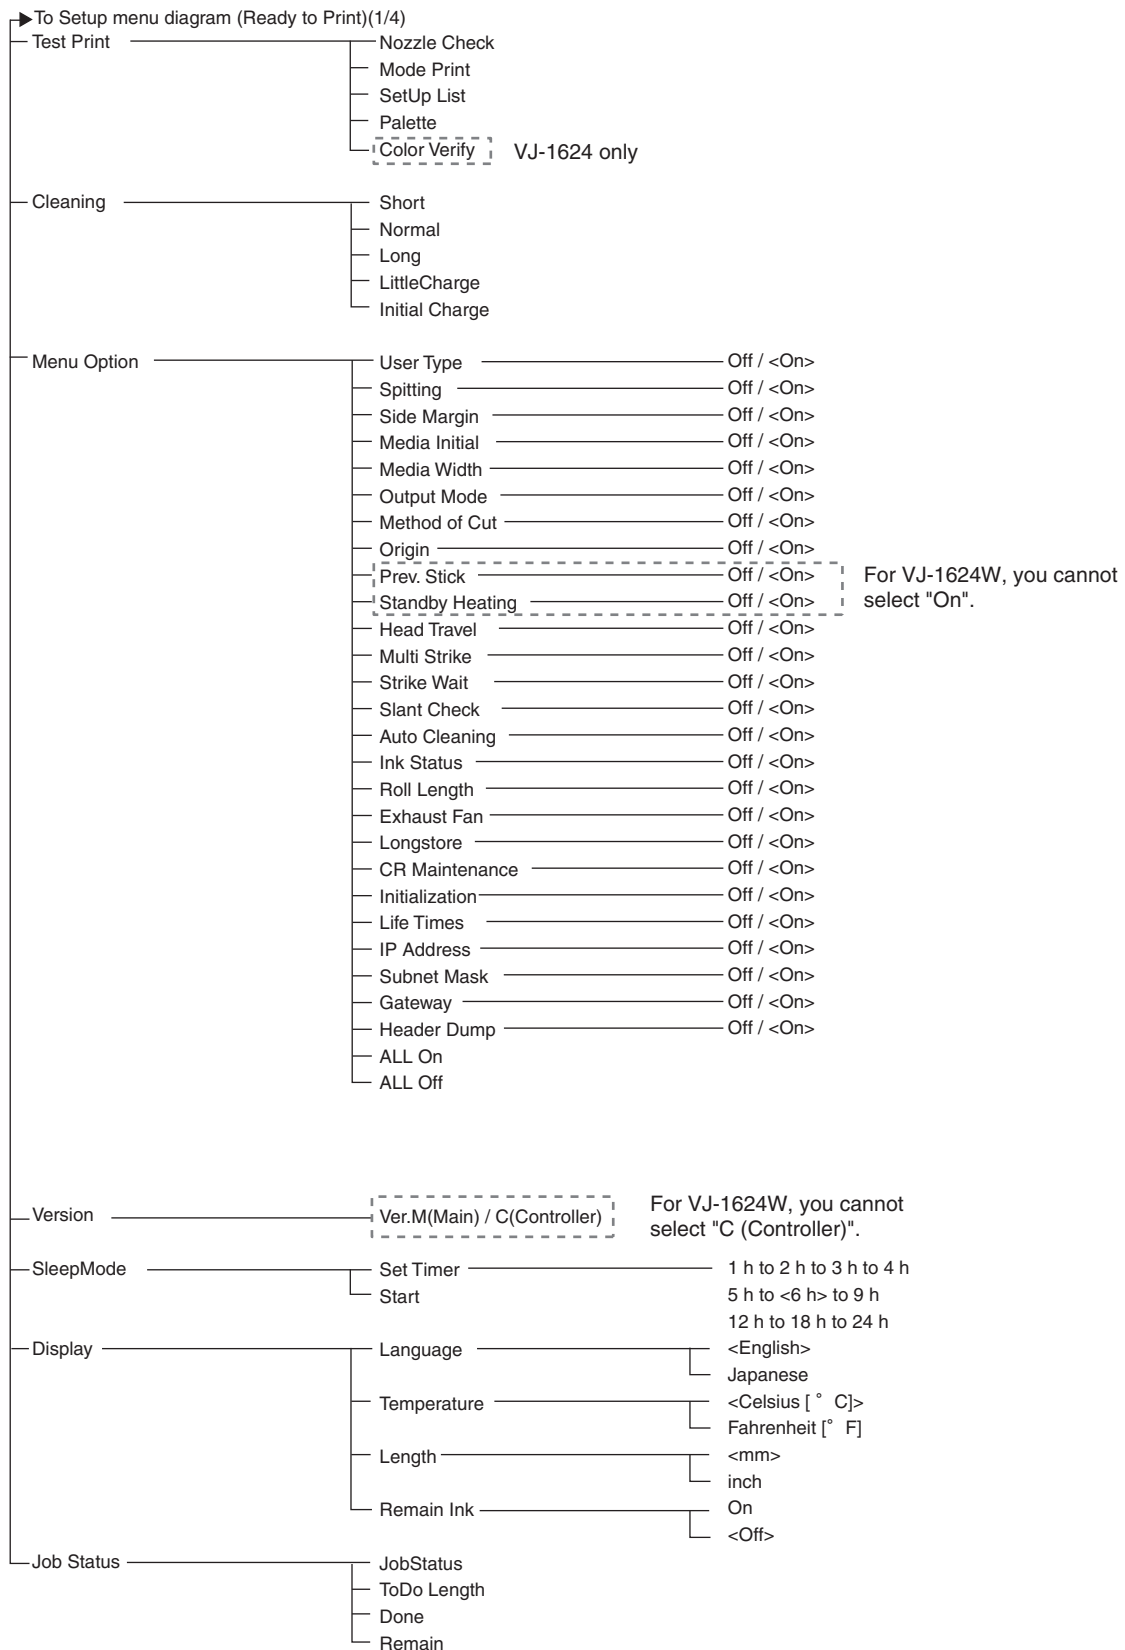 To Setup menu diagram (Ready to Print)(1/4)
Test Print Nozzle Check
Mode Print
SetUp List
Palette
Color Verify VJ-1624 only
Cleaning Short
Normal
Long
LittleCharge
Initial Charge
Menu Option User Type Off / <On>
Spitting Off / <On>
Side Margin Off / <On>
Media Initial Off / <On>
Media Width Off / <On>
Output Mode Off / <On>
Method of Cut Off / <On>
Origin Off / <On>
Prev. Stick Off / <On> For VJ-1624W, you cannot
Standby Heating Off / <On> select "On".
Head Travel Off / <On>
Multi Strike Off / <On>
Strike Wait Off / <On>
Slant Check Off / <On>
Auto Cleaning Off / <On>
Ink Status Off / <On>
Roll Length Off / <On>
Exhaust Fan Off / <On>
Longstore Off / <On>
CR Maintenance Off / <On>
Initialization Off / <On>
Life Times Off / <On>
IP Address Off / <On>
Subnet Mask Off / <On>
Gateway Off / <On>
Header Dump Off / <On>
ALL On
ALL Off
Version Ver.M(Main) / C(Controller) For VJ-1624W, you cannot
select "C (Controller)".
SleepMode Set Timer 1 h to 2 h to 3 h to 4 h
Start 5 h to <6 h> to 9 h
12 h to 18 h to 24 h
Display Language <English>
Japanese
Temperature <Celsius [ ° C]>
Fahrenheit [° F]
Length <mm>
inch
Remain Ink On
<Off>
Job Status JobStatus
ToDo Length
Done
Remain